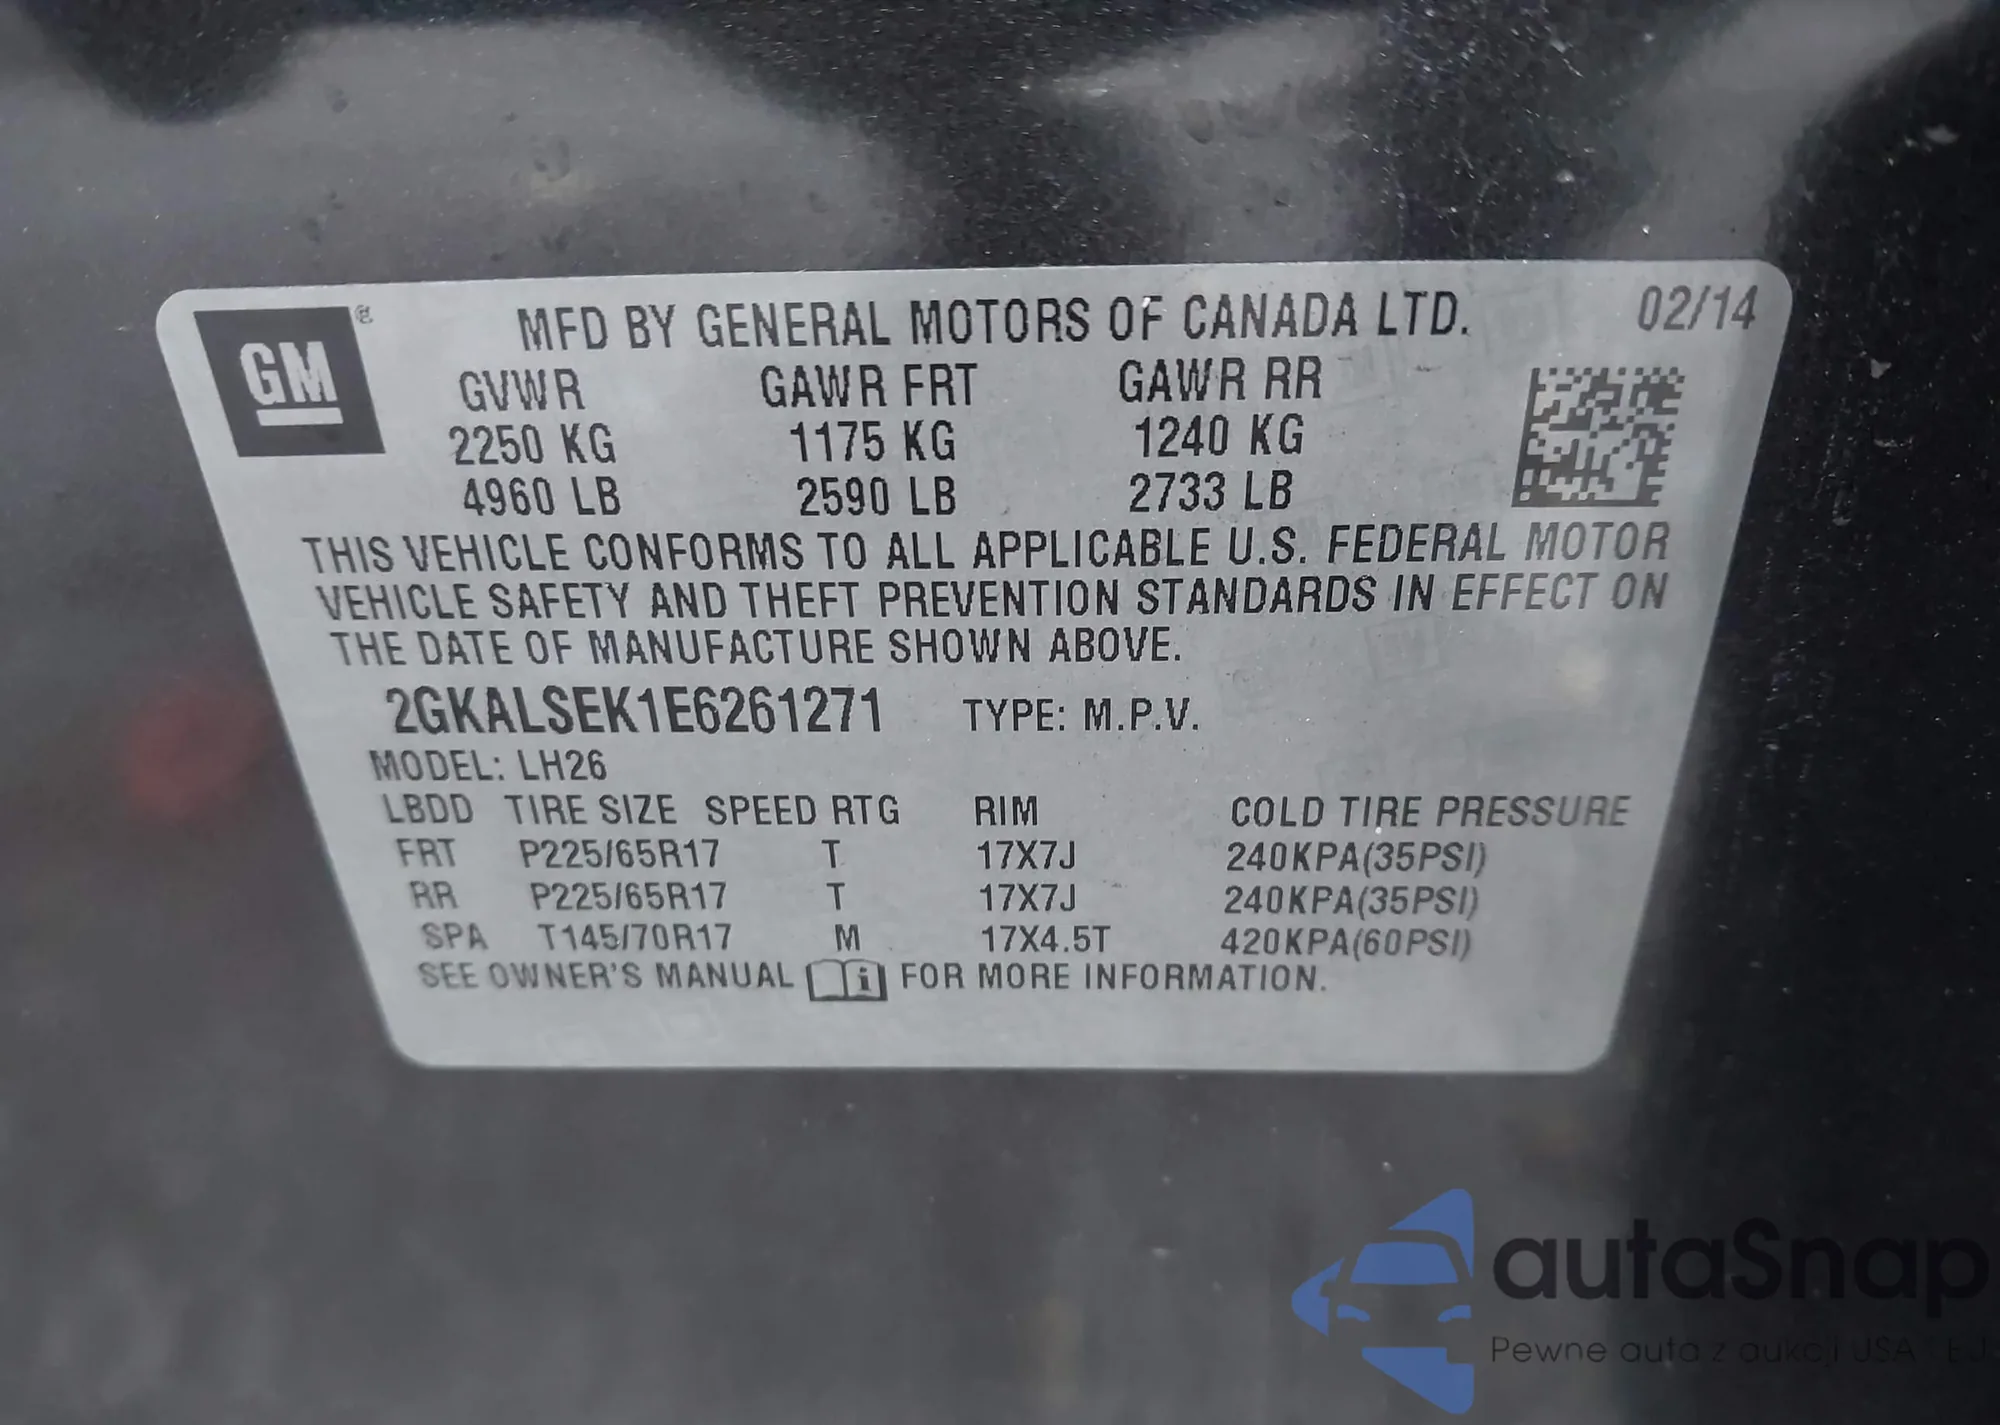 GM ®
MFD BY GENERAL MOTORS OF CANADA LTD. 02/14
GVWR GAWR FRT GAWR RR
2250 KG 1175 KG 1240 KG
4960 LB 2590 LB 2733 LB
THIS VEHICLE CONFORMS TO ALL APPLICABLE U.S. FEDERAL MOTOR
VEHICLE SAFETY AND THEFT PREVENTION STANDARDS IN EFFECT ON
THE DATE OF MANUFACTURE SHOWN ABOVE.
2GKALSEK1E6261271 TYPE: M.P.V.
MODEL: LH26
LBDD TIRE SIZE SPEED RTG RIM COLD TIRE PRESSURE
FRT P225/65R17 T 17X7J 240KPA(35PSI)
RR P225/65R17 T 17X7J 240KPA(35PSI)
SPA T145/70R17 M 17X4.5T 420KPA(60PSI)
SEE OWNER'S MANUAL i FOR MORE INFORMATION.
autaSnap
Pewne auta z aukcji USA